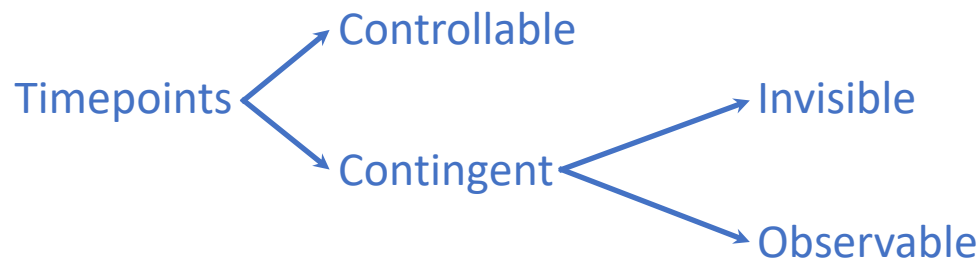 Controllable
Timepoints
Invisible
Contingent
Observable